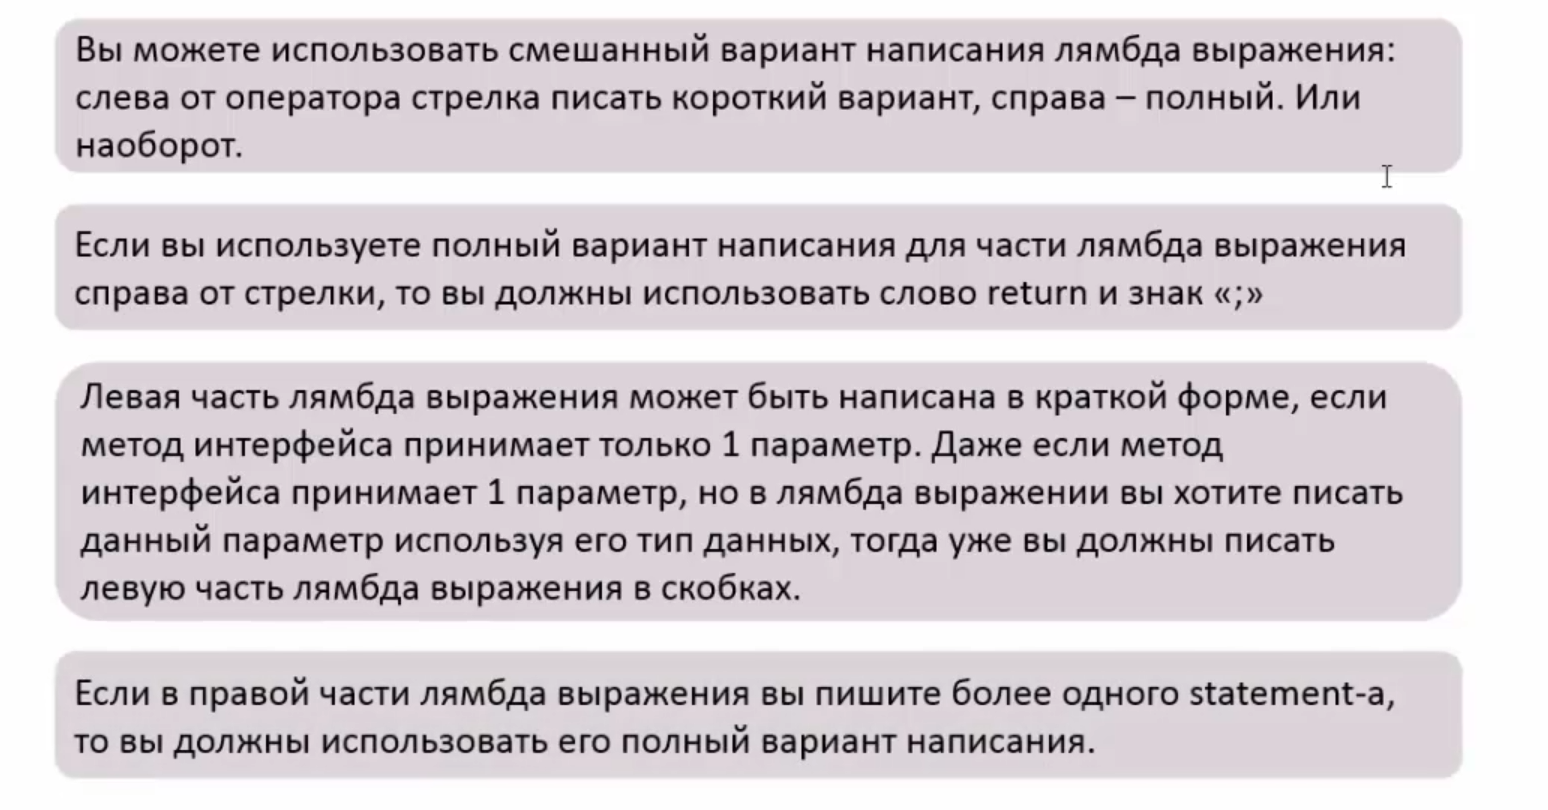 Вы можете использовать смешанный вариант написания лямбда выражения:
слева от оператора стрелка писать короткий вариант, справа – полный. Или
наоборот.
Если вы используете полный вариант написания для части лямбда выражения
справа от стрелки, то вы должны использовать слово return и знак «;»
Левая часть лямбда выражения может быть написана в краткой форме, если
метод интерфейса принимает только 1 параметр. Даже если метод
интерфейса принимает 1 параметр, но в лямбда выражении вы хотите писать
данный параметр используя его тип данных, тогда уже вы должны писать
левую часть лямбда выражения в скобках.
Если в правой части лямбда выражения вы пишите более одного statement-а,
то вы должны использовать его полный вариант написания.